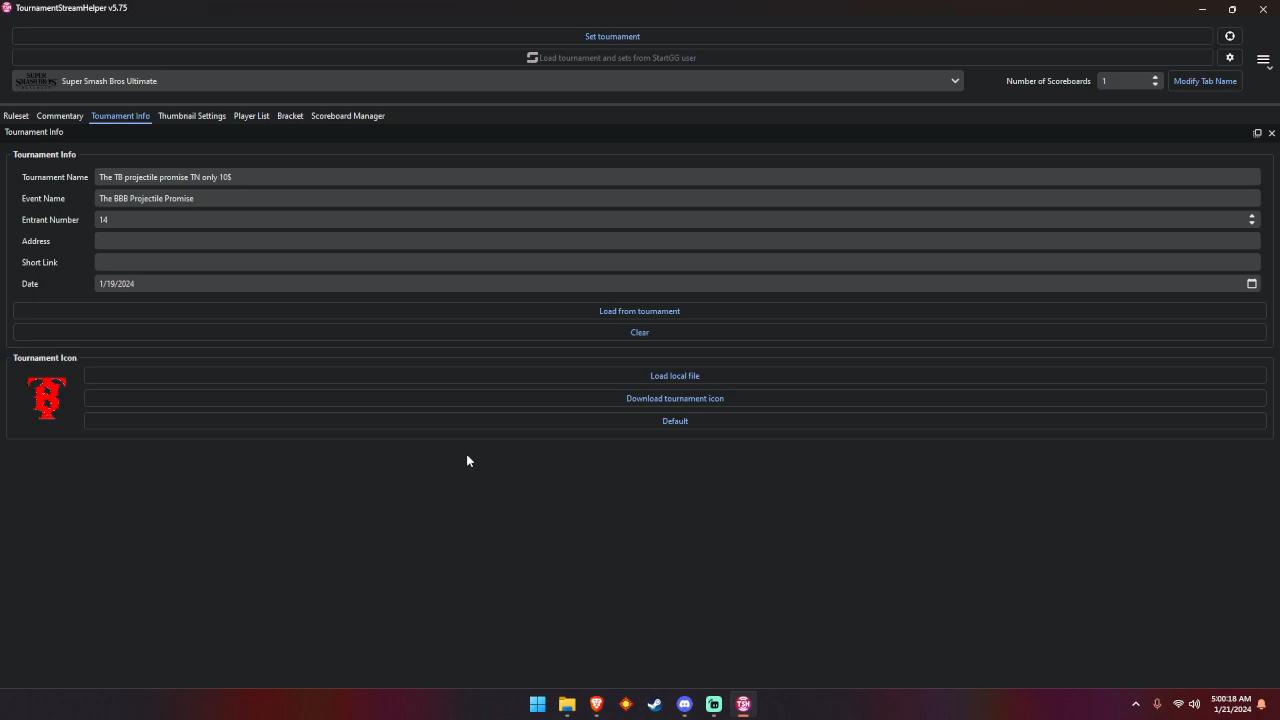 TournamentStreamHelper v5.75
Set tournament
Load tournament and sets from StartGG user
SUPER SMASH BROS Super Smash Bros Ultimate Number of Scoreboards 1 Modify Tab Name
Ruleset Commentary Tournament Info Thumbnail Settings Player List Bracket Scoreboard Manager
Tournament Info
Tournament Info
Tournament Name The TB projectile promise TN only 10$
Event Name The BBB Projectile Promise
Entrant Number 14
Address
Short Link
Date 1/19/2024
Load from tournament
Clear
Tournament Icon
Load local file
Download tournament icon
Default
5:00:18 AM
1/21/2024